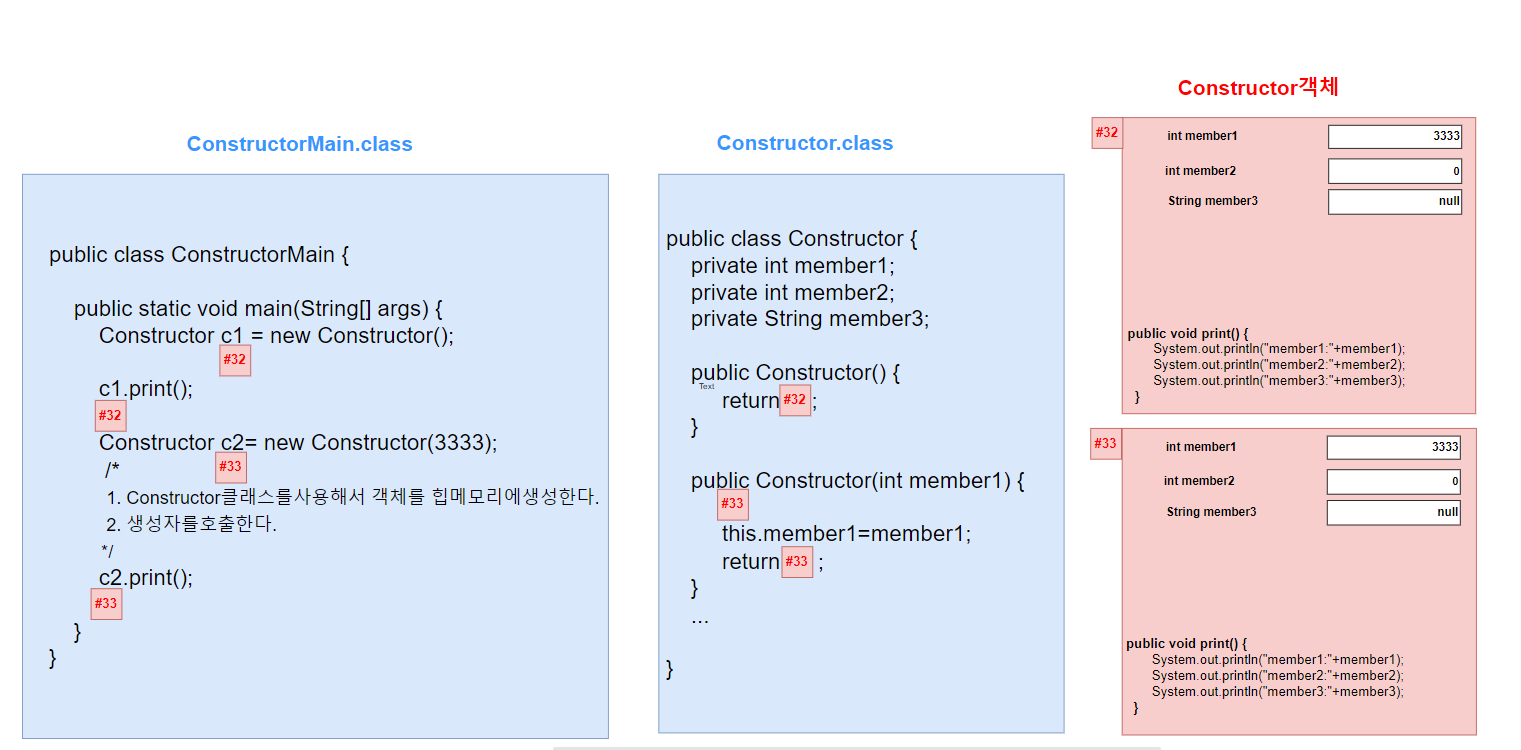 ConstructorMain.class
public class ConstructorMain {
public static void main(String[] args) {
Constructor c1 = new Constructor();
#32
c1.print();
#32
Constructor c2= new Constructor(3333);
/*
#33
1. Constructor클래스를사용해서 객체를 힙메모리에생성한다.
2. 생성자를호출한다.
*/
c2.print();
#33
}
}
Constructor.class
public class Constructor {
private int member1;
private int member2;
private String member3;
public Constructor() {
Text
return #32 ;
}
public Constructor(int member1) {
#33
this.member1=member1;
return #33 ;
}
...
}
Constructor객체
#32
int member1 3333
int member2 0
String member3 null
public void print() {
System.out.println("member1:"+member1);
System.out.println("member2:"+member2);
System.out.println("member3:"+member3);
}
#33
int member1 3333
int member2 0
String member3 null
public void print() {
System.out.println("member1:"+member1);
System.out.println("member2:"+member2);
System.out.println("member3:"+member3);
}